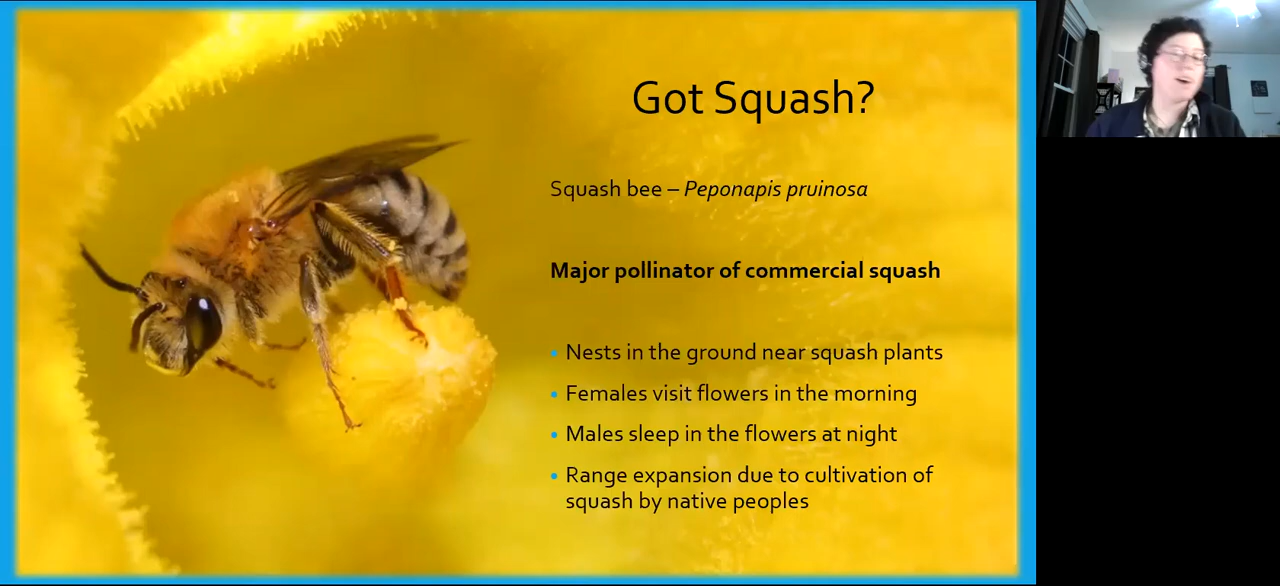 Got Squash?
Squash bee – Peponapis pruinosa
Major pollinator of commercial squash
• Nests in the ground near squash plants
• Females visit flowers in the morning
• Males sleep in the flowers at night
• Range expansion due to cultivation of
squash by native peoples